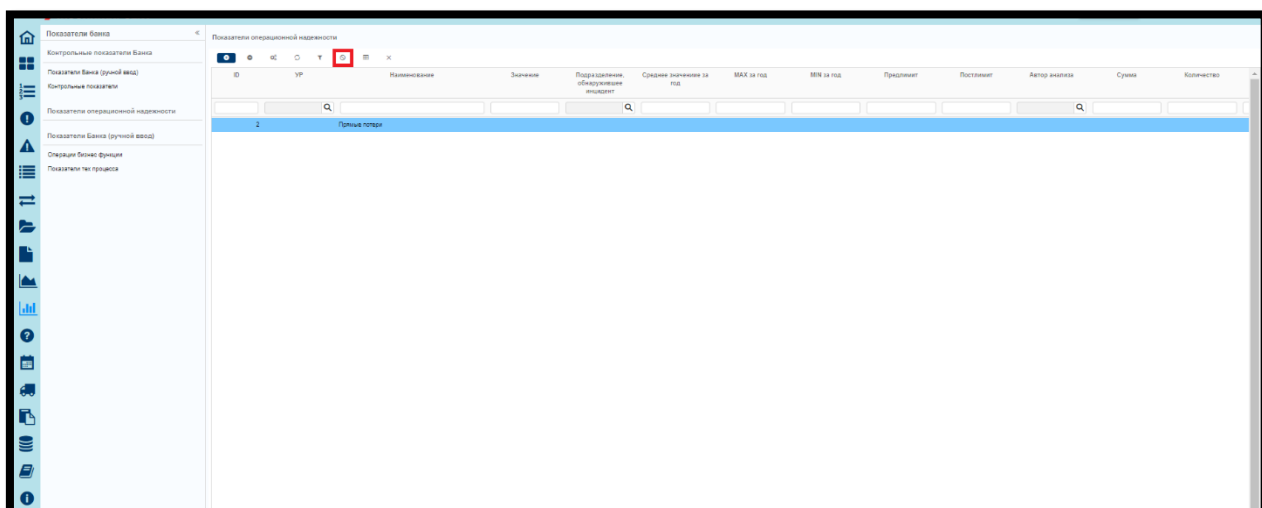 Показатели банка
Контрольные показатели Банка
Показатели Банка (ручной ввод)
Контрольные показатели
Показатели операционной надежности
Показатели Банка (ручной ввод)
Операции бизнес функции
Показатели тех процесса
Показатели операционной надежности
ID УР Наименование Значение Подразделение, обнаружившее инцидент Среднее значение за год MAX за год MIN за год Предлимит Постлимит Автор анализа Сумма Количество
2 Прямые потери